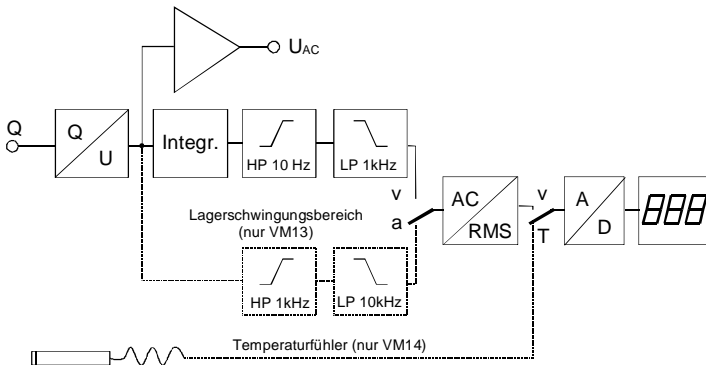 UAC
Q
Q
U
Integr.
HP 10 Hz
LP 1kHz
v
a
AC
RMS
v
T
A
D
888
Lagerschwingungsbereich
(nur VM13)
HP 1kHz
LP 10kHz
Temperaturfühler (nur VM14)